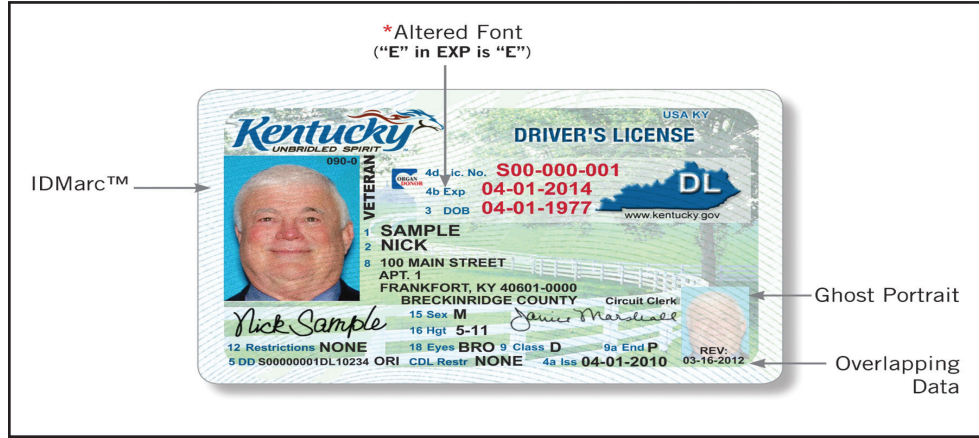 *Altered Font
("E" in EXP is "E")
IDMarc™
Ghost Portrait
Overlapping
Data
USA KY
Kentucky
UNBRIDLED SPIRIT
DRIVER'S LICENSE
090-0
VETERAN
ORGAN
DONOR
4d ic. No. S00-000-001
4b Exp 04-01-2014
3 DOB 04-01-1977
DL
www.kentucky.gov
1 SAMPLE
2 NICK
8 100 MAIN STREET
APT. 1
FRANKFORT, KY 40601-0000
BRECKINRIDGE COUNTY
Circuit Clerk
Nick Sample
15 Sex M
Janice Marshall
16 Hgt 5-11
12 Restrictions NONE 18 Eyes BRO 9 Class D 9a End P
5 DD S00000001DL10234 ORI CDL Restr NONE 4a Iss 04-01-2010
REV:
03-16-2012